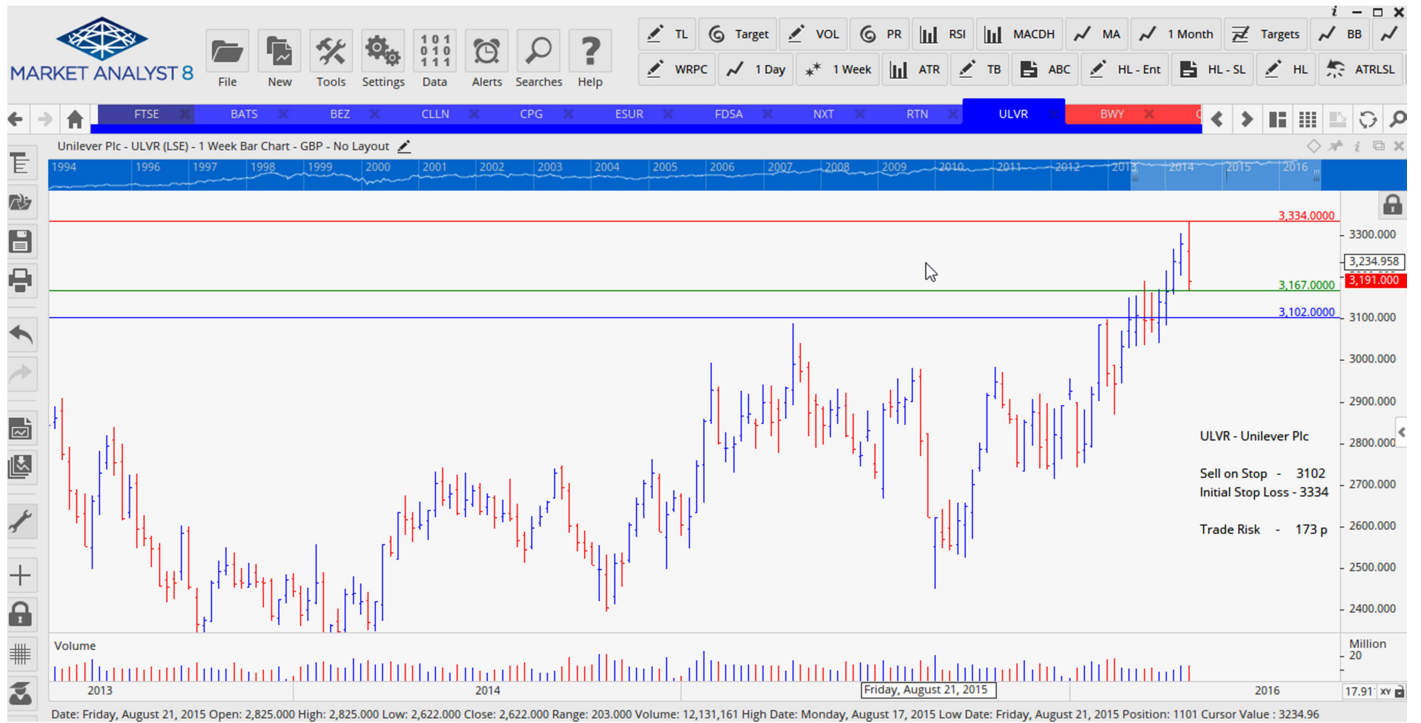 MARKET ANALYST 8
File New Tools Settings Data Alerts Searches Help
TL Target VOL PR RSI MACDH MA 1 Month Targets BB
WRPC 1 Day 1 Week ATR TB ABC HL - Ent HL - SL HL ATRLSL
FTSE BATS BEZ CLLN CPG ESUR FDSA NXT RTN ULVR BWY
Unilever Plc - ULVR (LSE) - 1 Week Bar Chart - GBP - No Layout
1994 1996 1997 1998 1999 2000 2001 2002 2003 2004 2005 2006 2007 2008 2009 2010 2011 2012 2013 2014 2015 2016
3,334.0000
3300.000
3,234.958
3,191.000
3,167.0000
3,102.0000
3100.000
3000.000
2900.000
ULVR - Unilever Plc
2800.000
Sell on Stop - 3102
2700.000
Initial Stop Loss - 3334
Trade Risk - 173 p
2600.000
2500.000
2400.000
Volume
Million
20
2013 2014 Friday, August 21, 2015 2016 17.91 XY
Date: Friday, August 21, 2015 Open: 2,825.000 High: 2,825.000 Low: 2,622.000 Close: 2,622.000 Range: 203.000 Volume: 12,131,161 High Date: Monday, August 17, 2015 Low Date: Friday, August 21, 2015 Position: 1101 Cursor Value : 3234.96